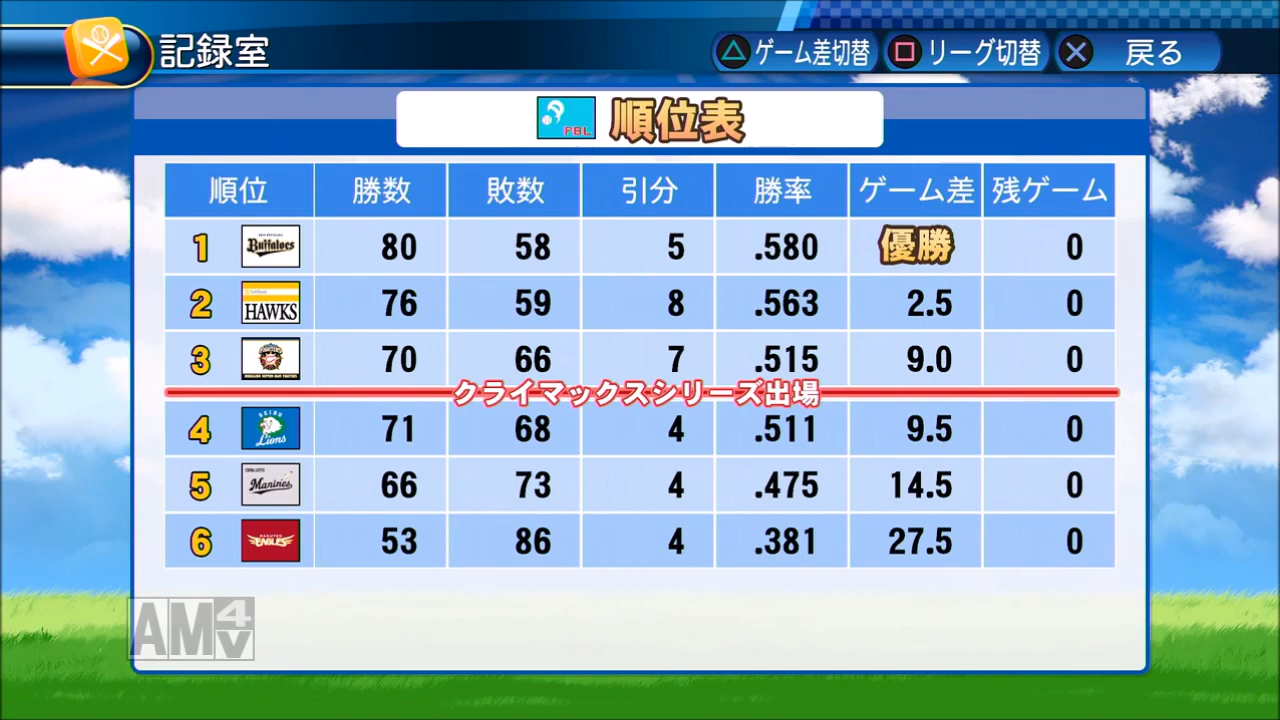 記録室
ゲーム差切替 リーグ切替 戻る
PBL 順位表
順位 勝数 敗数 引分 勝率 ゲーム差 残ゲーム
1 Buffaloes 80 58 5 .580 優勝 0
2 SoftBank HAWKS 76 59 8 .563 2.5 0
3 70 66 7 .515 9.0 0
クライマックスシリーズ出場
4 SEIBU Lions 71 68 4 .511 9.5 0
5 Marines 66 73 4 .475 14.5 0
6 RAKUTEN EAGLES 53 86 4 .381 27.5 0
AM4V